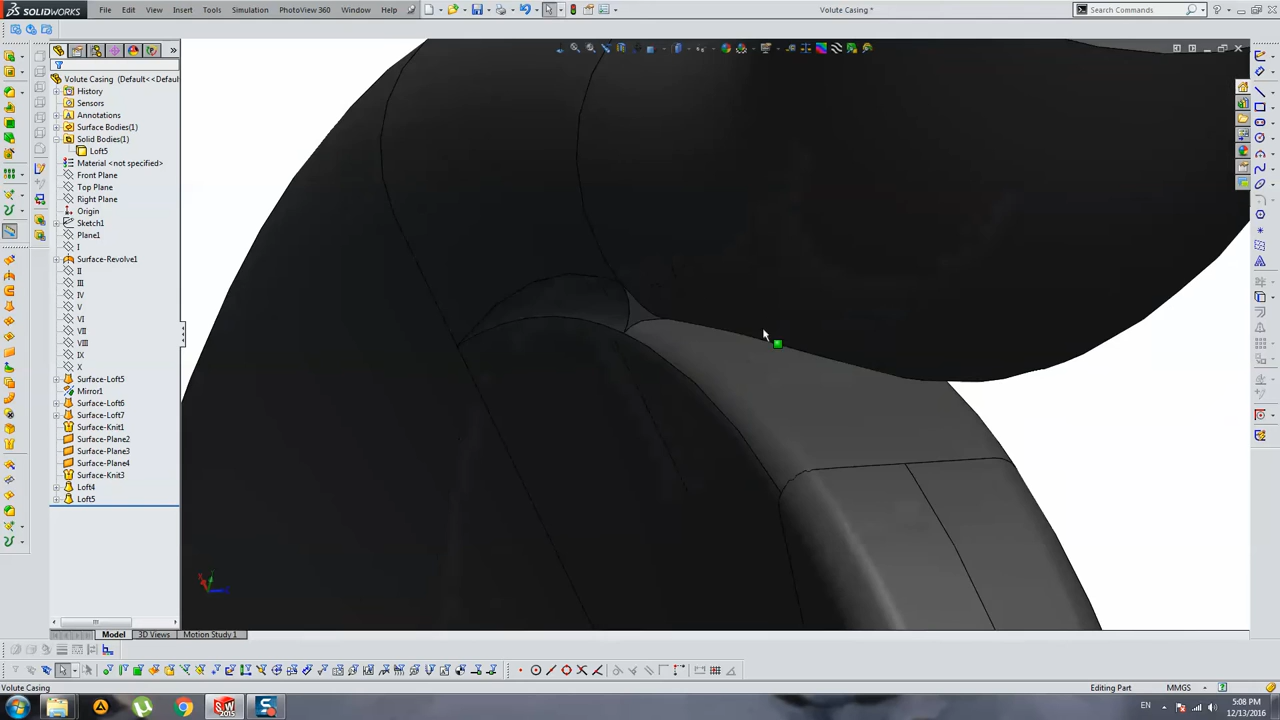 SOLIDWORKS
File Edit View Insert Tools Simulation PhotoView 360 Window Help
Volute Casing *
Search Commands
Volute Casing (Default<<Defaul
History
Sensors
Annotations
Surface Bodies(1)
Solid Bodies(1)
Loft5
Material <not specified>
Front Plane
Top Plane
Right Plane
Origin
Sketch1
Plane1
I
Surface-Revolve1
II
III
IV
V
VI
VII
VIII
IX
X
Surface-Loft5
Mirror1
Surface-Loft6
Surface-Loft7
Surface-Knit1
Surface-Plane2
Surface-Plane3
Surface-Plane4
Surface-Knit3
Loft4
Loft5
Model 3D Views Motion Study 1
Volute Casing
Editing Part
MMGS
EN
5:08 PM
12/13/2016